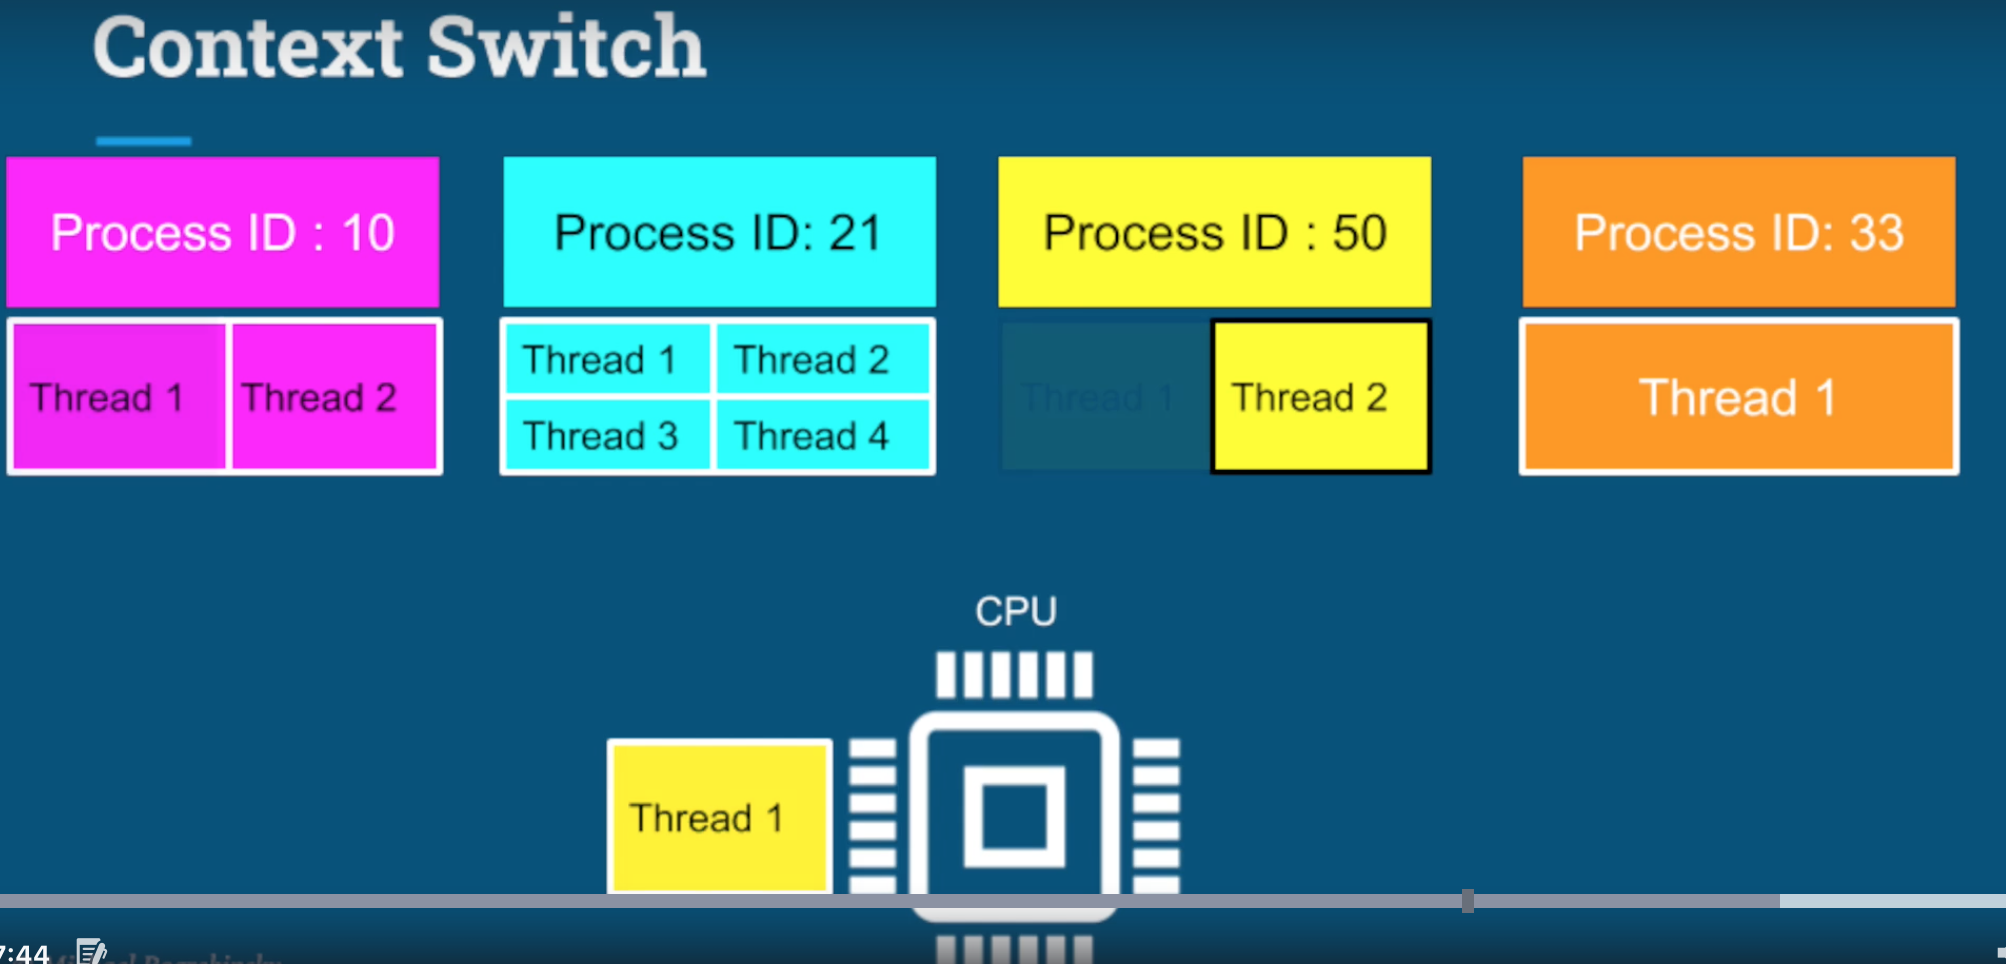 Context Switch
Process ID : 10
Process ID: 21
Process ID : 50
Process ID: 33
Thread 1
Thread 2
Thread 1
Thread 2
Thread 3
Thread 4
Thread 1
Thread 2
Thread 1
CPU
Thread 1
7:44